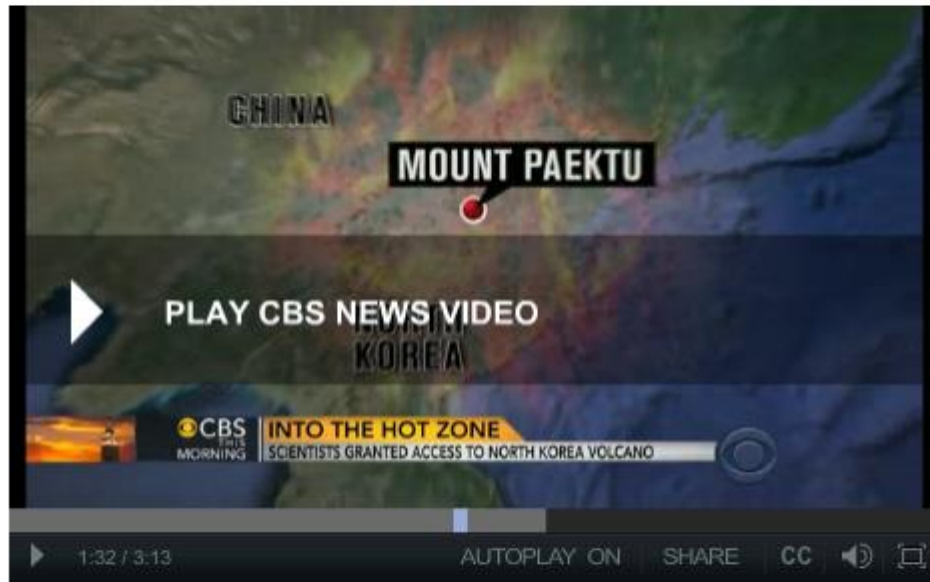 CHINA
MOUNT PAEKTU
PLAY CBS NEWS VIDEO
NORTH
KOREA
CBS
THIS
MORNING
INTO THE HOT ZONE
SCIENTISTS GRANTED ACCESS TO NORTH KOREA VOLCANO
1:32 / 3:13
AUTOPLAY ON
SHARE
CC